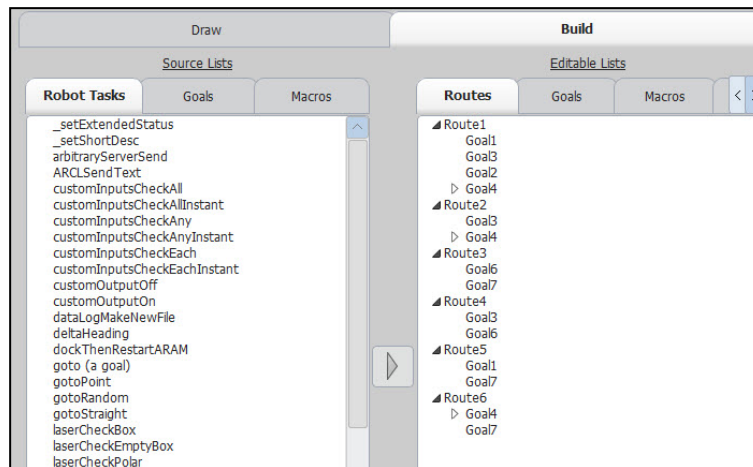 Draw Build
Source Lists Editable Lists
Robot Tasks Goals Macros
Routes Goals Macros
_setExtendedStatus
_setShortDesc
arbitraryServerSend
ARCLSendText
customInputsCheckAll
customInputsCheckAllInstant
customInputsCheckAny
customInputsCheckAnyInstant
customInputsCheckEach
customInputsCheckEachInstant
customOutputOff
customOutputOn
dataLogMakeNewFile
deltaHeading
dockThenRestartARAM
goto (a goal)
gotoPoint
gotoRandom
gotoStraight
laserCheckBox
laserCheckEmptyBox
laserCheckPolar
Route1
Goal1
Goal3
Goal2
Goal4
Route2
Goal3
Goal4
Route3
Goal6
Goal7
Route4
Goal3
Goal6
Route5
Goal1
Goal7
Route6
Goal4
Goal7